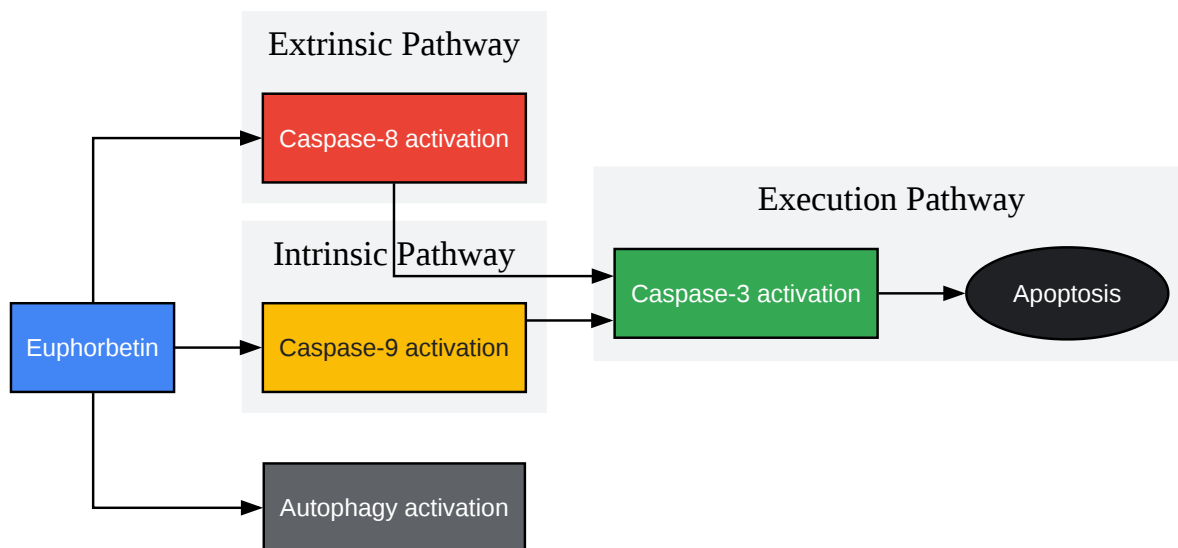 Extrinsic Pathway
Caspase-8 activation
Execution Pathway
Intrinsic Pathway
Caspase-3 activation
Apoptosis
Euphorbetin
Caspase-9 activation
Autophagy activation